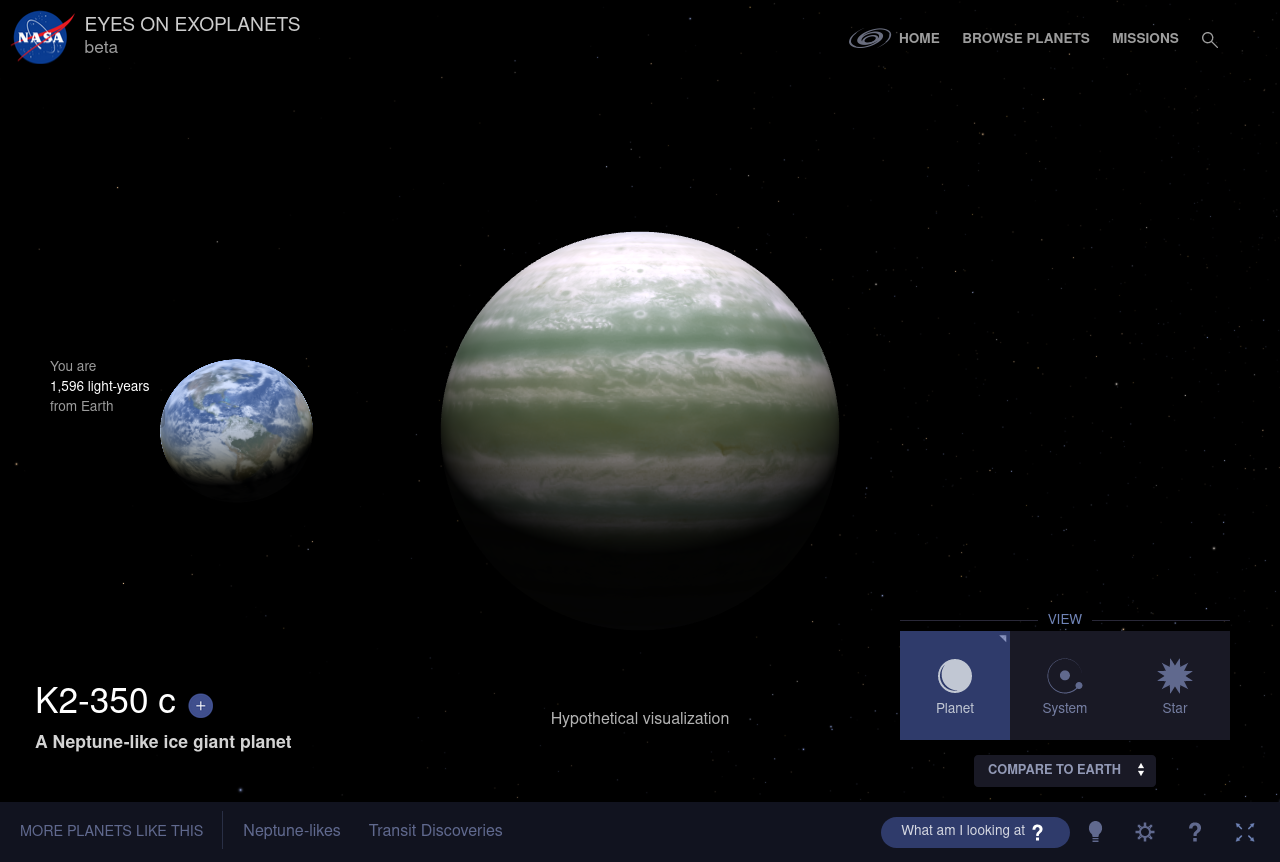 NASA
EYES ON EXOPLANETS
beta
HOME
BROWSE PLANETS
MISSIONS
You are
1,596 light-years
from Earth
VIEW
Planet
System
Star
K2-350 c +
A Neptune-like ice giant planet
Hypothetical visualization
COMPARE TO EARTH
MORE PLANETS LIKE THIS
Neptune-likes
Transit Discoveries
What am I looking at ?
?